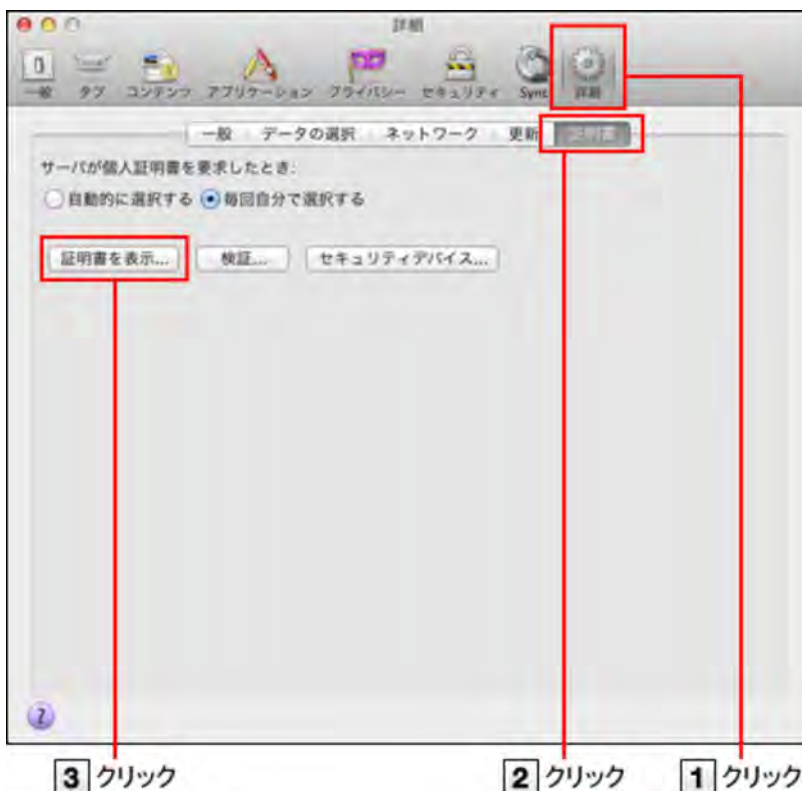 詳細
一般 タブ コンテンツ アプリケーション プライバシー セキュリティ Sync 詳細
一般 データの選択 ネットワーク 更新 証明書
サーバが個人証明書を要求したとき:
自動的に選択する 毎回自分で選択する
証明書を表示... 検証... セキュリティデバイス...
?
3 クリック 2 クリック 1 クリック